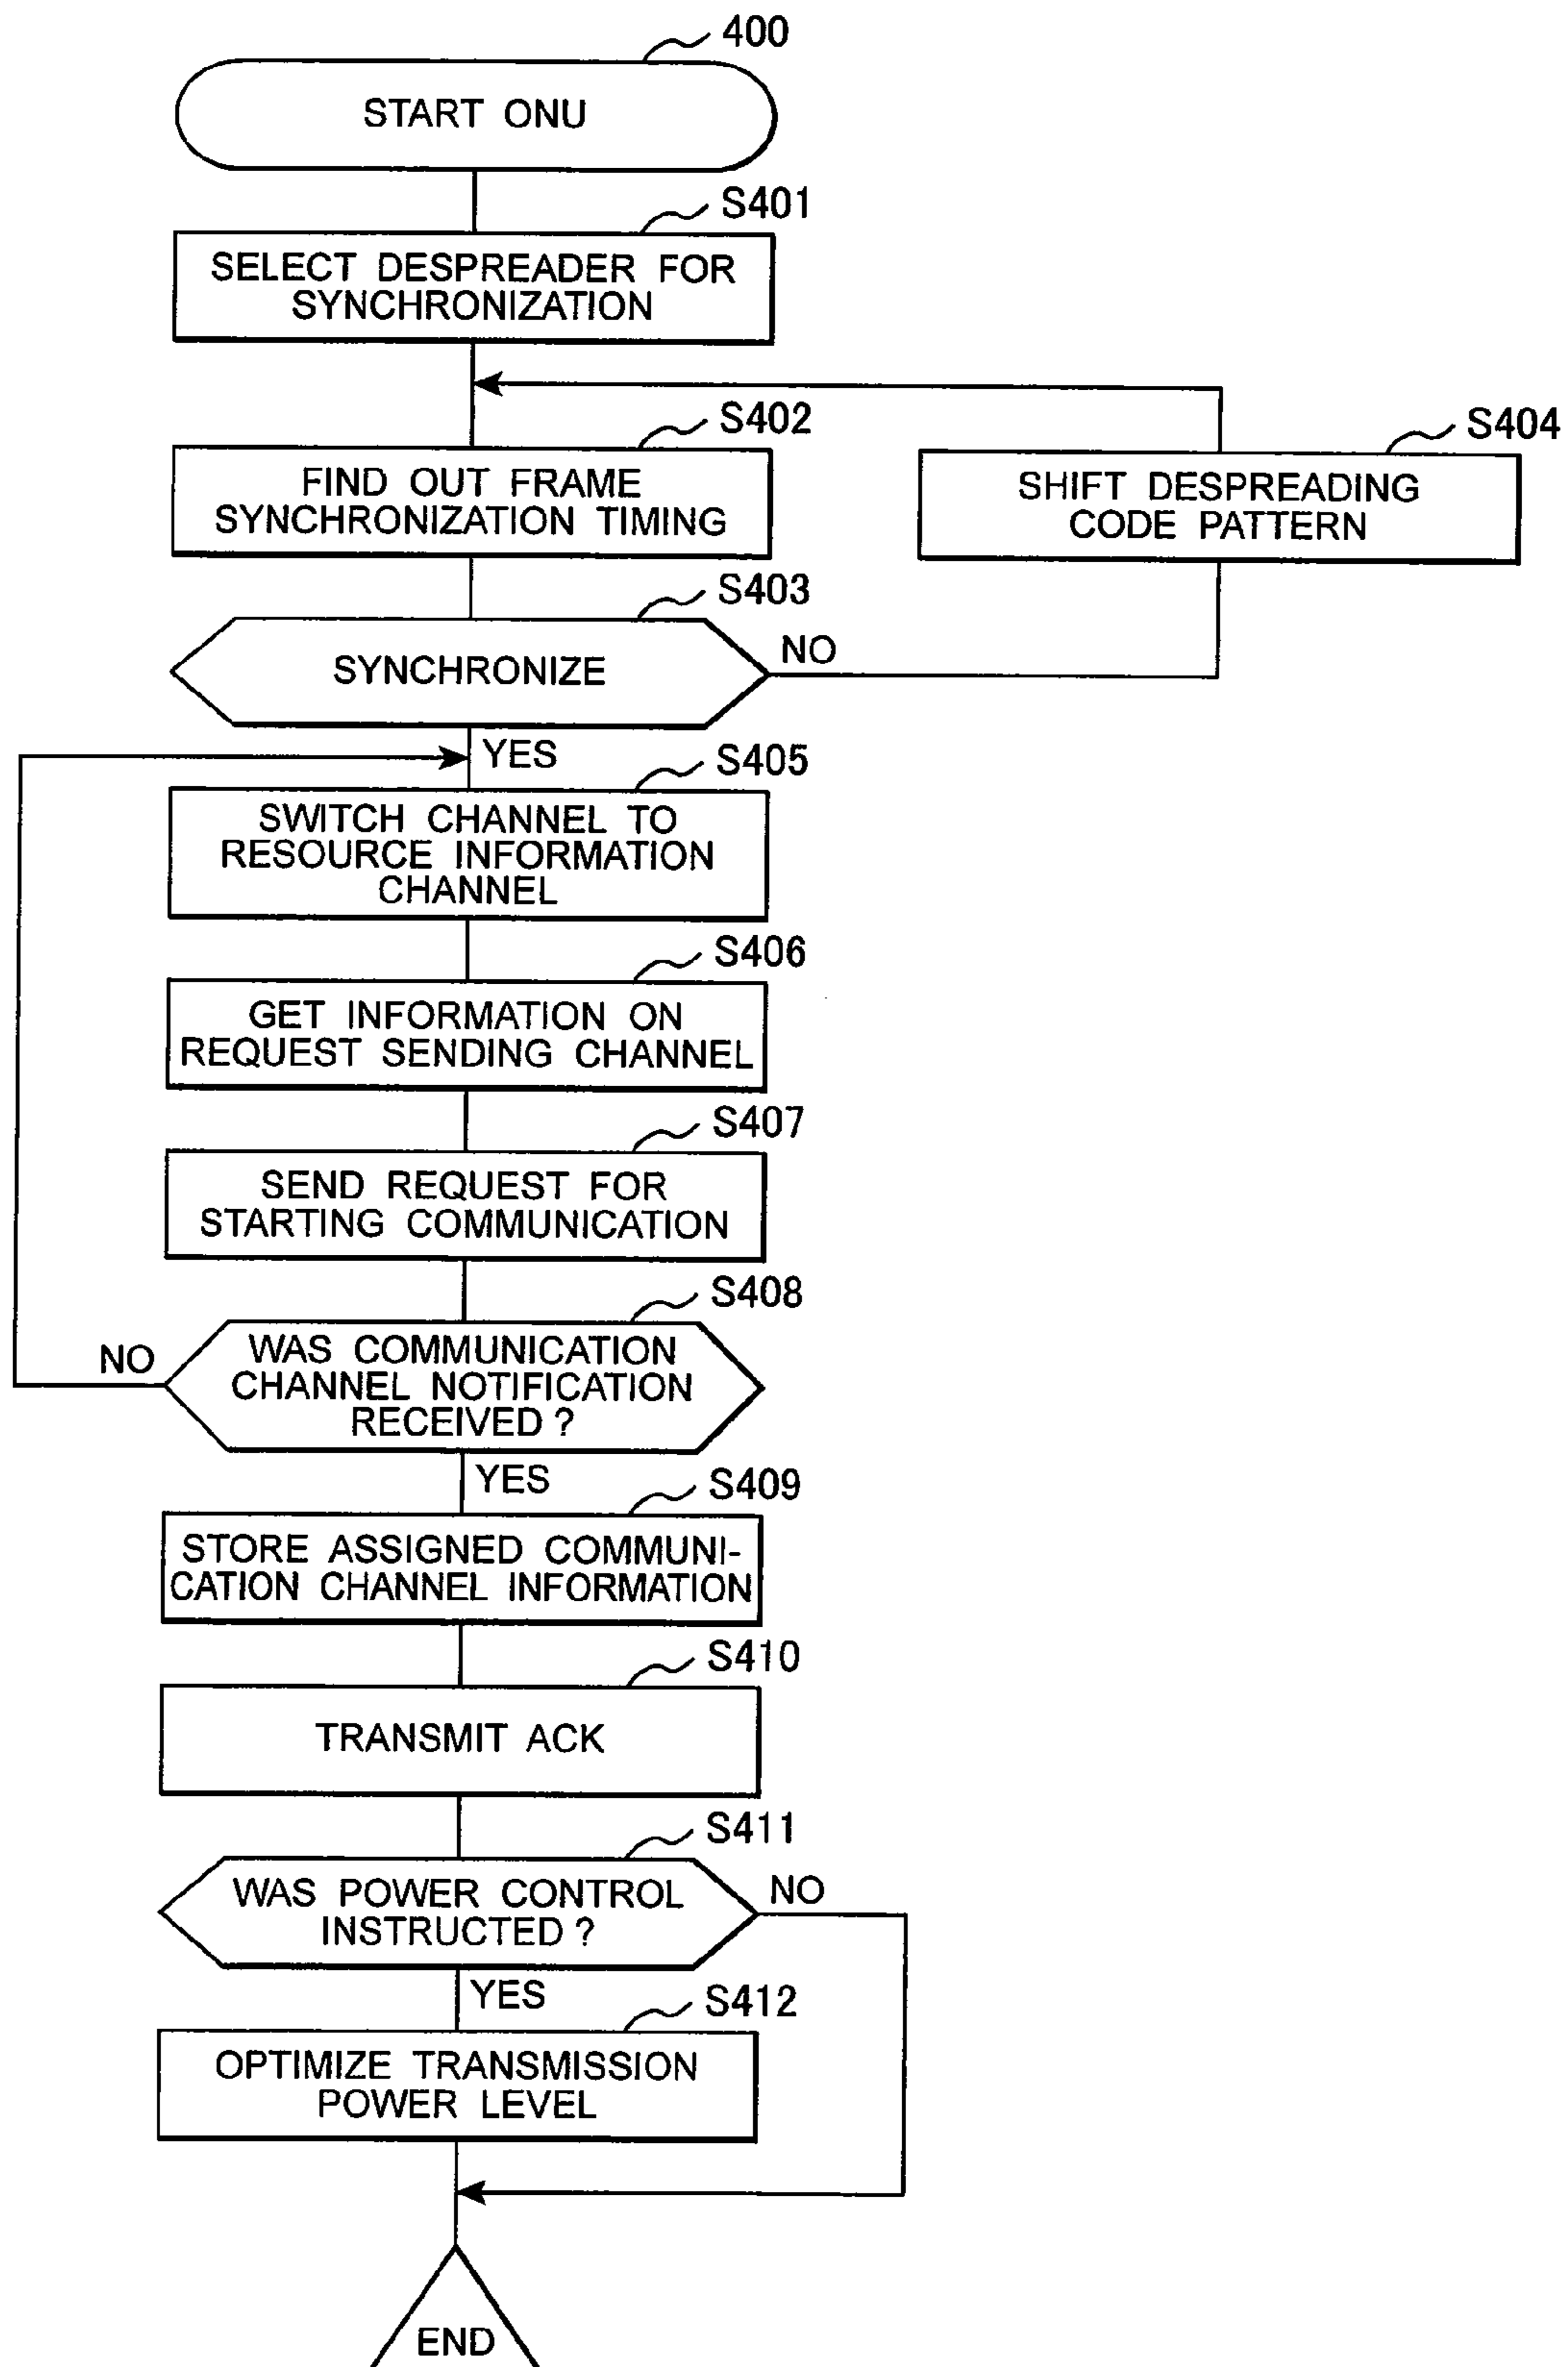 400
START ONU
S401
SELECT DESPREADER FOR
SYNCHRONIZATION
S402
FIND OUT FRAME
SYNCHRONIZATION TIMING
S404
SHIFT DESPREADING
CODE PATTERN
S403
SYNCHRONIZE
NO
YES
S405
SWITCH CHANNEL TO
RESOURCE INFORMATION
CHANNEL
S406
GET INFORMATION ON
REQUEST SENDING CHANNEL
S407
SEND REQUEST FOR
STARTING COMMUNICATION
S408
NO
WAS COMMUNICATION
CHANNEL NOTIFICATION
RECEIVED ?
YES
S409
STORE ASSIGNED COMMUNI-
CATION CHANNEL INFORMATION
S410
TRANSMIT ACK
S411
WAS POWER CONTROL
INSTRUCTED ?
NO
YES
S412
OPTIMIZE TRANSMISSION
POWER LEVEL
END